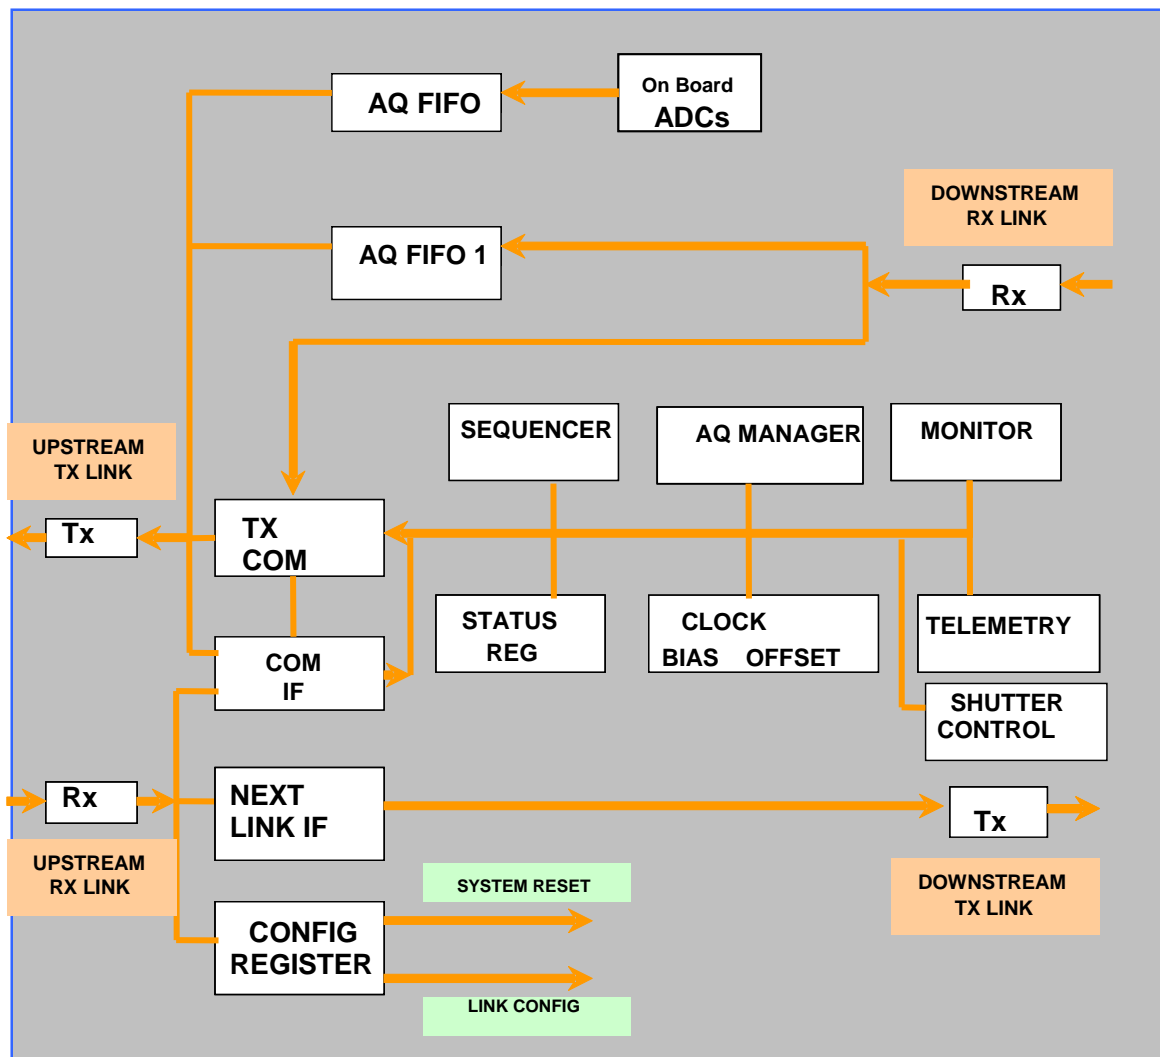 AQ FIFO
On Board
ADCs
DOWNSTREAM
RX LINK
AQ FIFO 1
Rx
SEQUENCER
AQ MANAGER
MONITOR
UPSTREAM
TX LINK
Tx
TX
COM
STATUS
REG
CLOCK
BIAS OFFSET
TELEMETRY
COM
IF
SHUTTER
CONTROL
Rx
NEXT
LINK IF
Tx
UPSTREAM
RX LINK
SYSTEM RESET
DOWNSTREAM
TX LINK
CONFIG
REGISTER
LINK CONFIG